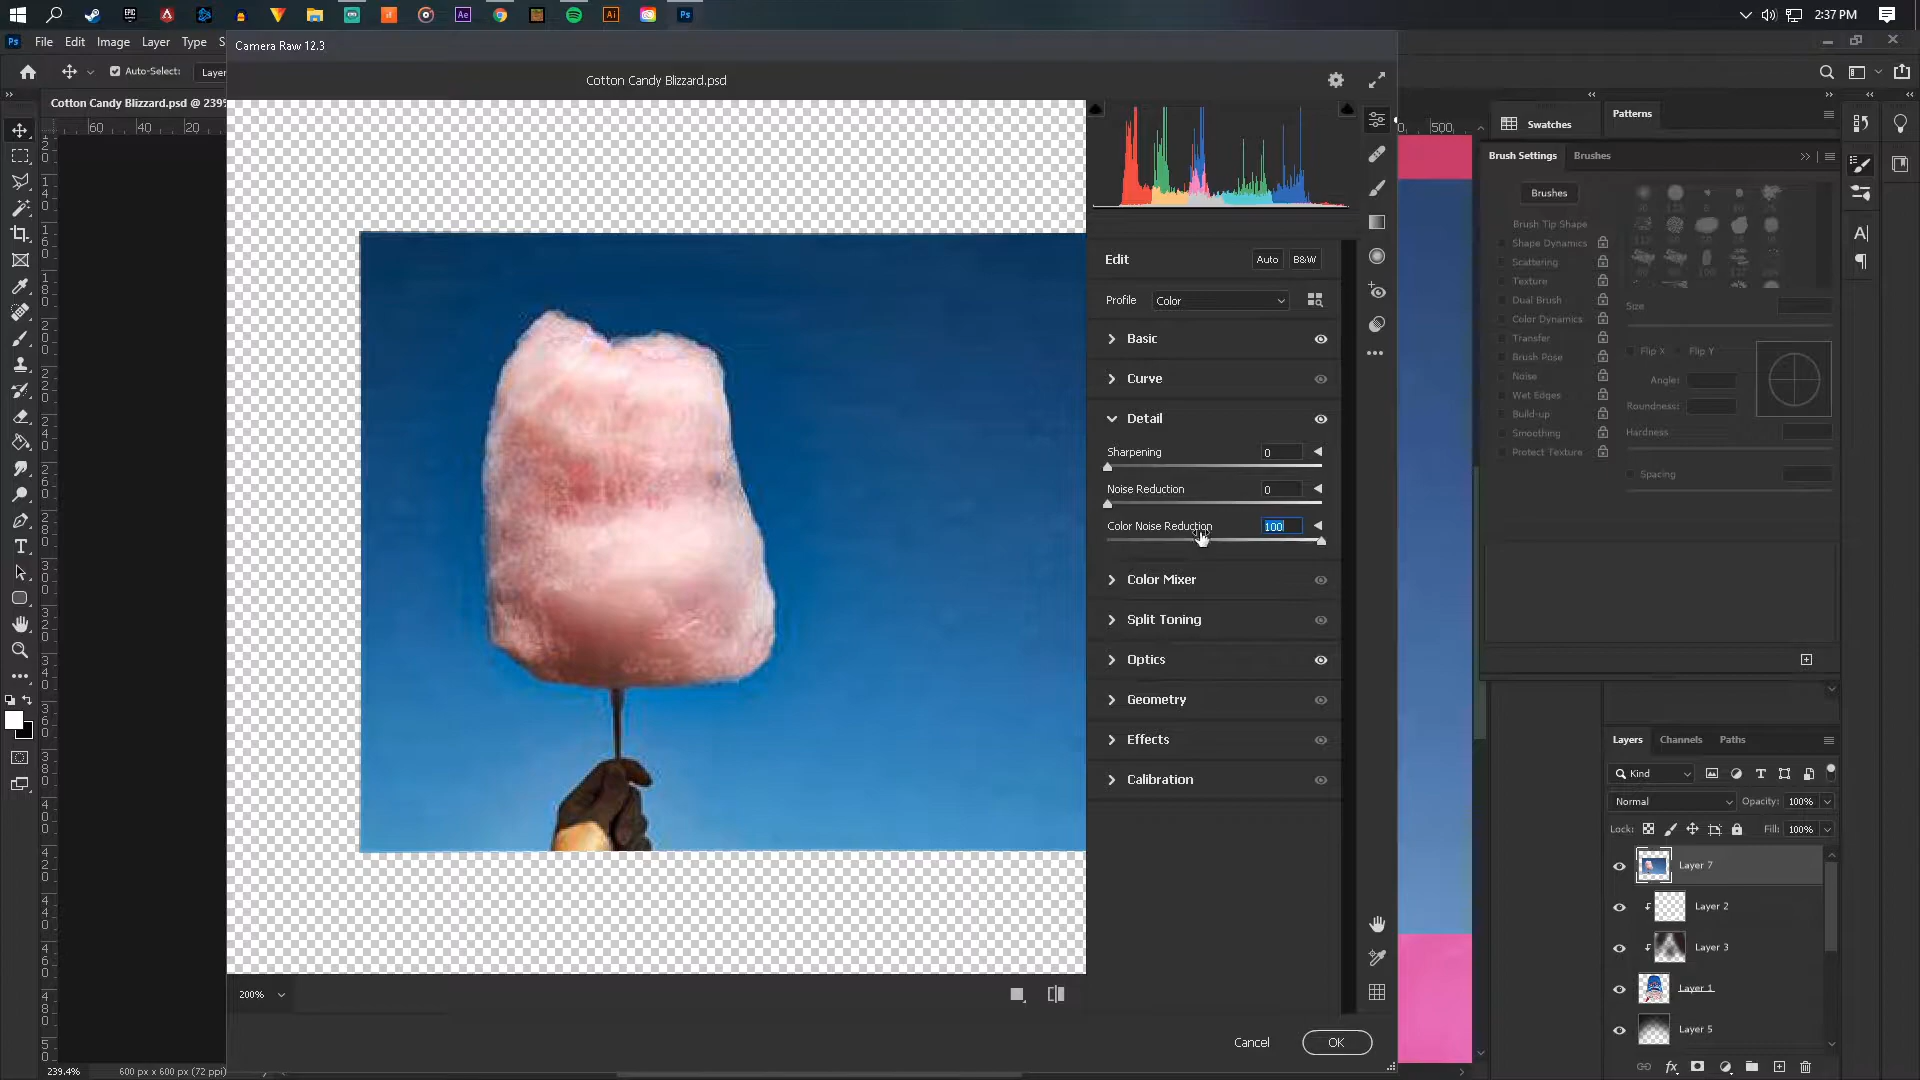 2:37 PM
Ps
File Edit Image Layer Type S
Camera Raw 12.3
Cotton Candy Blizzard.psd
Auto-Select: Layer
Cotton Candy Blizzard.psd @ 239%
60 40 20
500
Edit
Auto
B&W
Profile
Color
Basic
Curve
Detail
Sharpening
0
Noise Reduction
0
Color Noise Reduction
100
Color Mixer
Split Toning
Optics
Geometry
Effects
Calibration
200%
Cancel
OK
Swatches
Patterns
Brush Settings
Brushes
Brushes
Brush Tip Shape
Shape Dynamics
Scattering
Texture
Dual Brush
Color Dynamics
Transfer
Brush Pose
Noise
Wet Edges
Build-up
Smoothing
Protect Texture
Size
Flip X
Flip Y
Angle:
Roundness:
Hardness
Spacing
Layers
Channels
Paths
Kind
Normal
Opacity: 100%
Lock:
Fill: 100%
Layer 7
Layer 2
Layer 3
Layer 1
Layer 5
239.4%
600 px x 600 px (72 ppi)